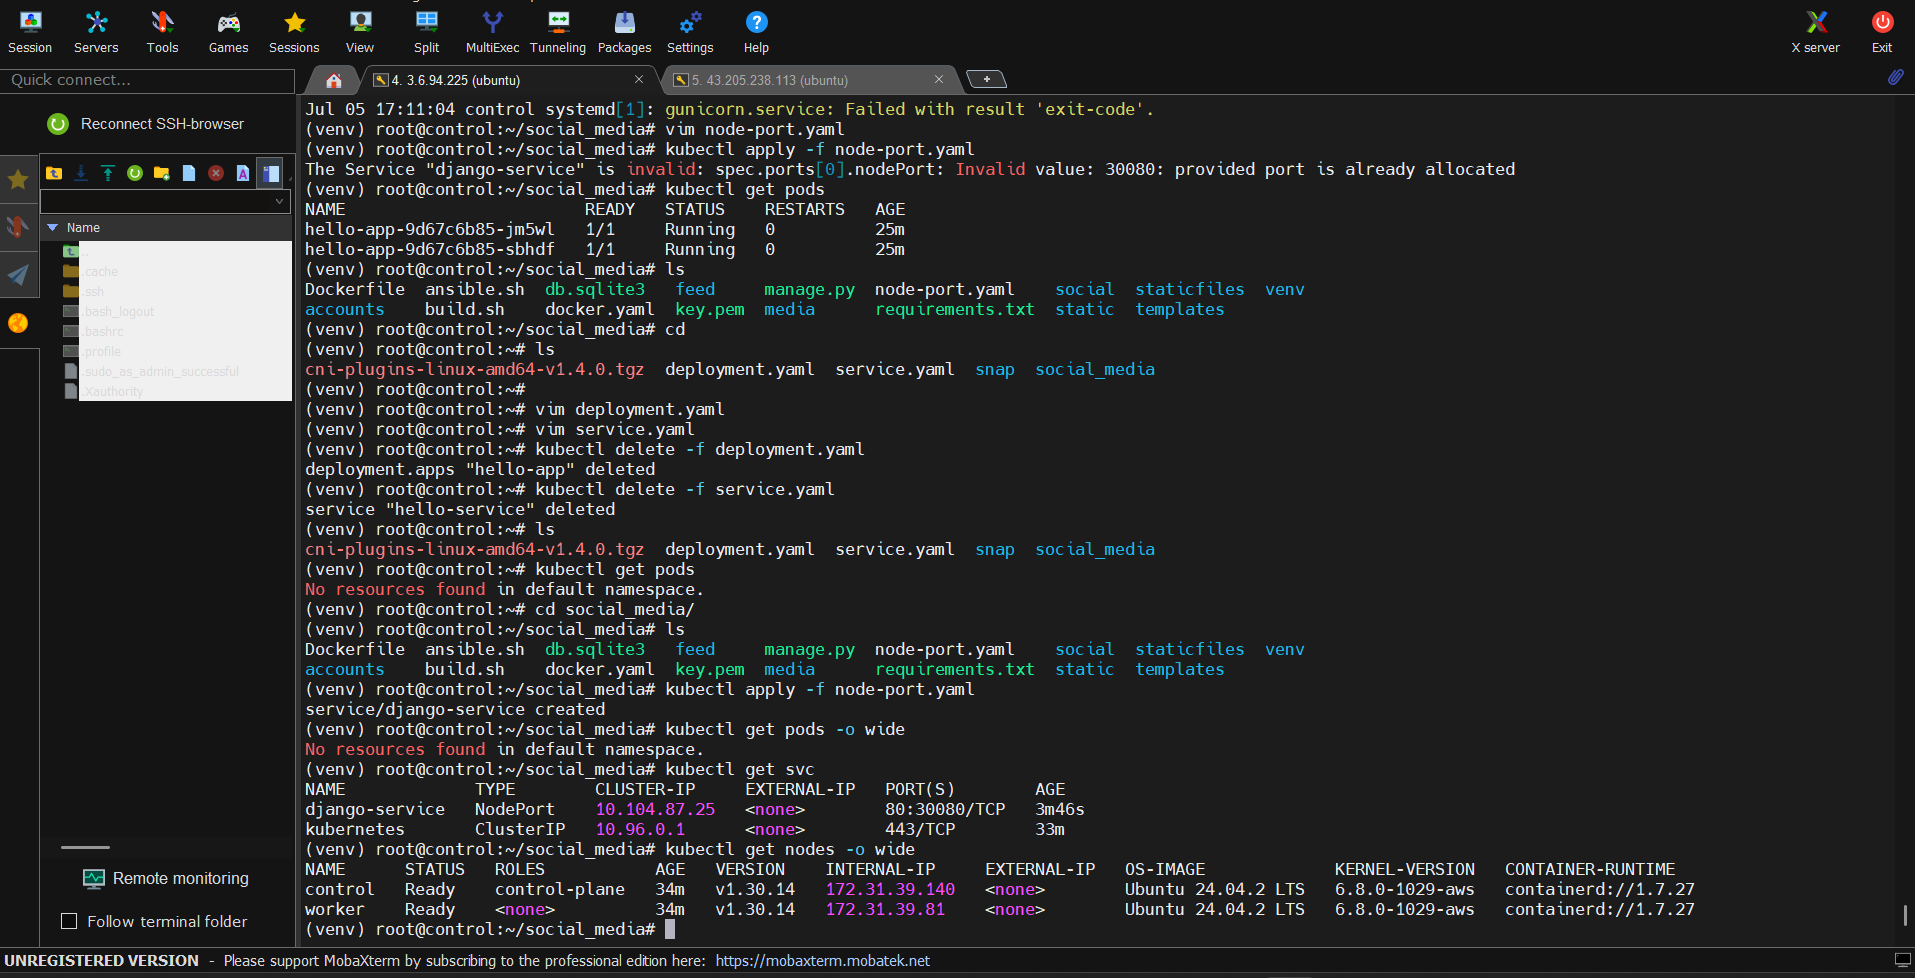 Session Servers Tools Games Sessions View Split MultiExec Tunneling Packages Settings Help X server Exit
Quick connect...
4. 3.6.94.225 (ubuntu)
5. 43.205.238.113 (ubuntu)
Reconnect SSH-browser
Name
..
.cache
.ssh
.bash_logout
.bashrc
.profile
.sudo_as_admin_successful
.Xauthority
Remote monitoring
Follow terminal folder
Jul 05 17:11:04 control systemd[1]: gunicorn.service: Failed with result 'exit-code'.
(venv) root@control:~/social_media# vim node-port.yaml
(venv) root@control:~/social_media# kubectl apply -f node-port.yaml
The Service "django-service" is invalid: spec.ports[0].nodePort: Invalid value: 30080: provided port is already allocated
(venv) root@control:~/social_media# kubectl get pods
NAME READY STATUS RESTARTS AGE
hello-app-9d67c6b85-jm5wl 1/1 Running 0 25m
hello-app-9d67c6b85-sbhdf 1/1 Running 0 25m
(venv) root@control:~/social_media# ls
Dockerfile ansible.sh db.sqlite3 feed manage.py node-port.yaml social staticfiles venv
accounts build.sh docker.yaml key.pem media requirements.txt static templates
(venv) root@control:~/social_media# cd
(venv) root@control:~# ls
cni-plugins-linux-amd64-v1.4.0.tgz deployment.yaml service.yaml snap social_media
(venv) root@control:~#
(venv) root@control:~# vim deployment.yaml
(venv) root@control:~# vim service.yaml
(venv) root@control:~# kubectl delete -f deployment.yaml
deployment.apps "hello-app" deleted
(venv) root@control:~# kubectl delete -f service.yaml
service "hello-service" deleted
(venv) root@control:~# ls
cni-plugins-linux-amd64-v1.4.0.tgz deployment.yaml service.yaml snap social_media
(venv) root@control:~# kubectl get pods
No resources found in default namespace.
(venv) root@control:~# cd social_media/
(venv) root@control:~/social_media# ls
Dockerfile ansible.sh db.sqlite3 feed manage.py node-port.yaml social staticfiles venv
accounts build.sh docker.yaml key.pem media requirements.txt static templates
(venv) root@control:~/social_media# kubectl apply -f node-port.yaml
service/django-service created
(venv) root@control:~/social_media# kubectl get pods -o wide
No resources found in default namespace.
(venv) root@control:~/social_media# kubectl get svc
NAME TYPE CLUSTER-IP EXTERNAL-IP PORT(S) AGE
django-service NodePort 10.104.87.25 <none> 80:30080/TCP 3m46s
kubernetes ClusterIP 10.96.0.1 <none> 443/TCP 33m
(venv) root@control:~/social_media# kubectl get nodes -o wide
NAME STATUS ROLES AGE VERSION INTERNAL-IP EXTERNAL-IP OS-IMAGE KERNEL-VERSION CONTAINER-RUNTIME
control Ready control-plane 34m v1.30.14 172.31.39.140 <none> Ubuntu 24.04.2 LTS 6.8.0-1029-aws containerd://1.7.27
worker Ready <none> 34m v1.30.14 172.31.39.81 <none> Ubuntu 24.04.2 LTS 6.8.0-1029-aws containerd://1.7.27
(venv) root@control:~/social_media#
UNREGISTERED VERSION - Please support MobaXterm by subscribing to the professional edition here: https://mobaxterm.mobatek.net